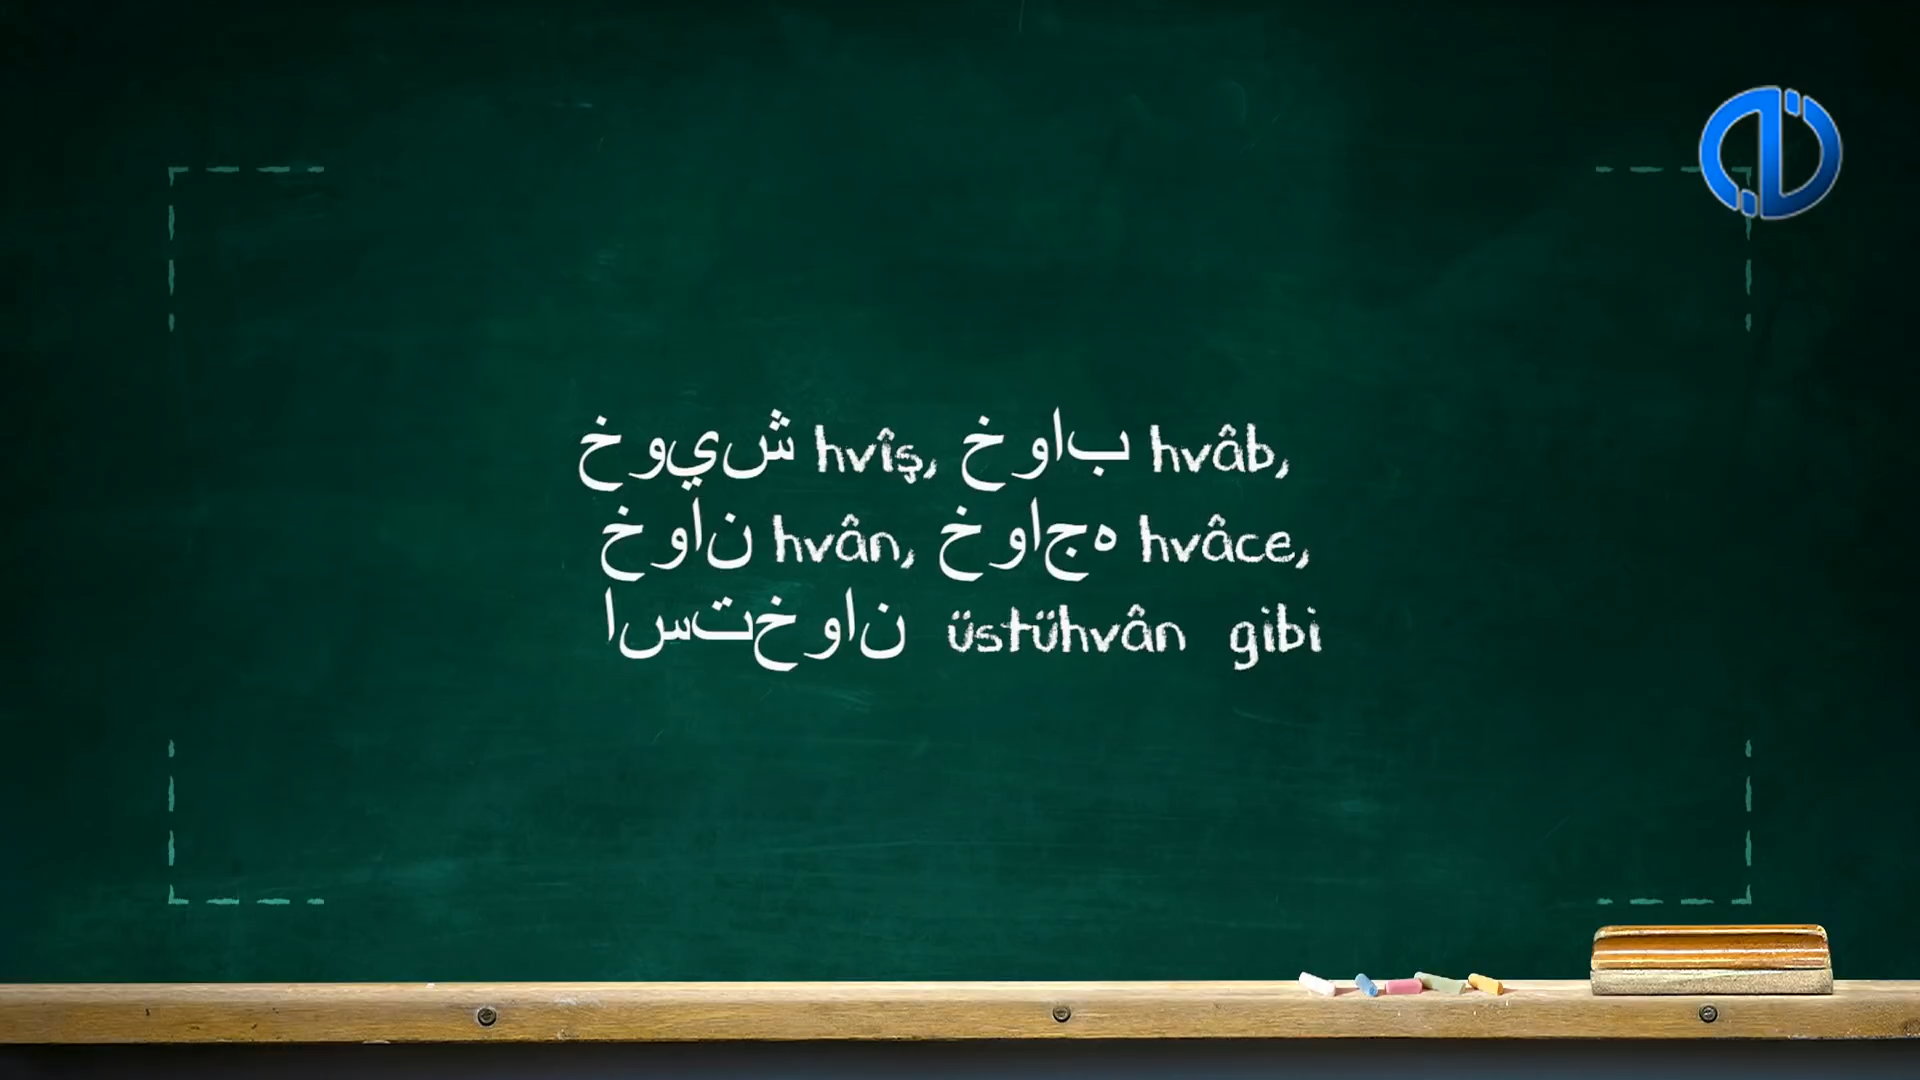 خويش hvîş, خواب hvâb,
خوان hvân, خواجه hvâce,
استخوان üstühvân gibi